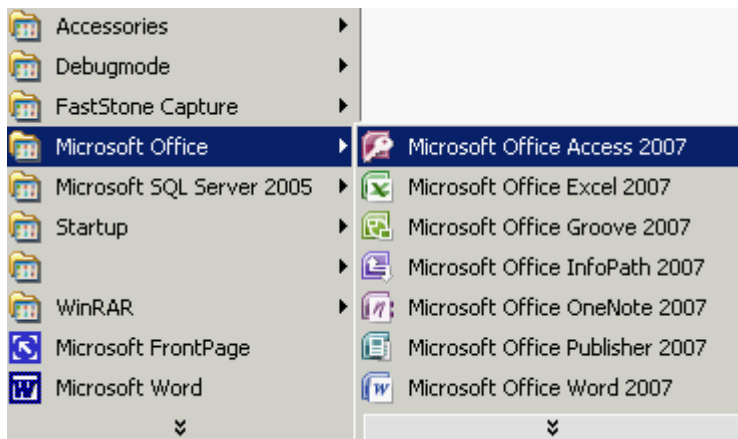 Accessories
Debugmode
FastStone Capture
Microsoft Office
Microsoft SQL Server 2005
Startup
WinRAR
Microsoft FrontPage
Microsoft Word
Microsoft Office Access 2007
Microsoft Office Excel 2007
Microsoft Office Groove 2007
Microsoft Office InfoPath 2007
Microsoft Office OneNote 2007
Microsoft Office Publisher 2007
Microsoft Office Word 2007